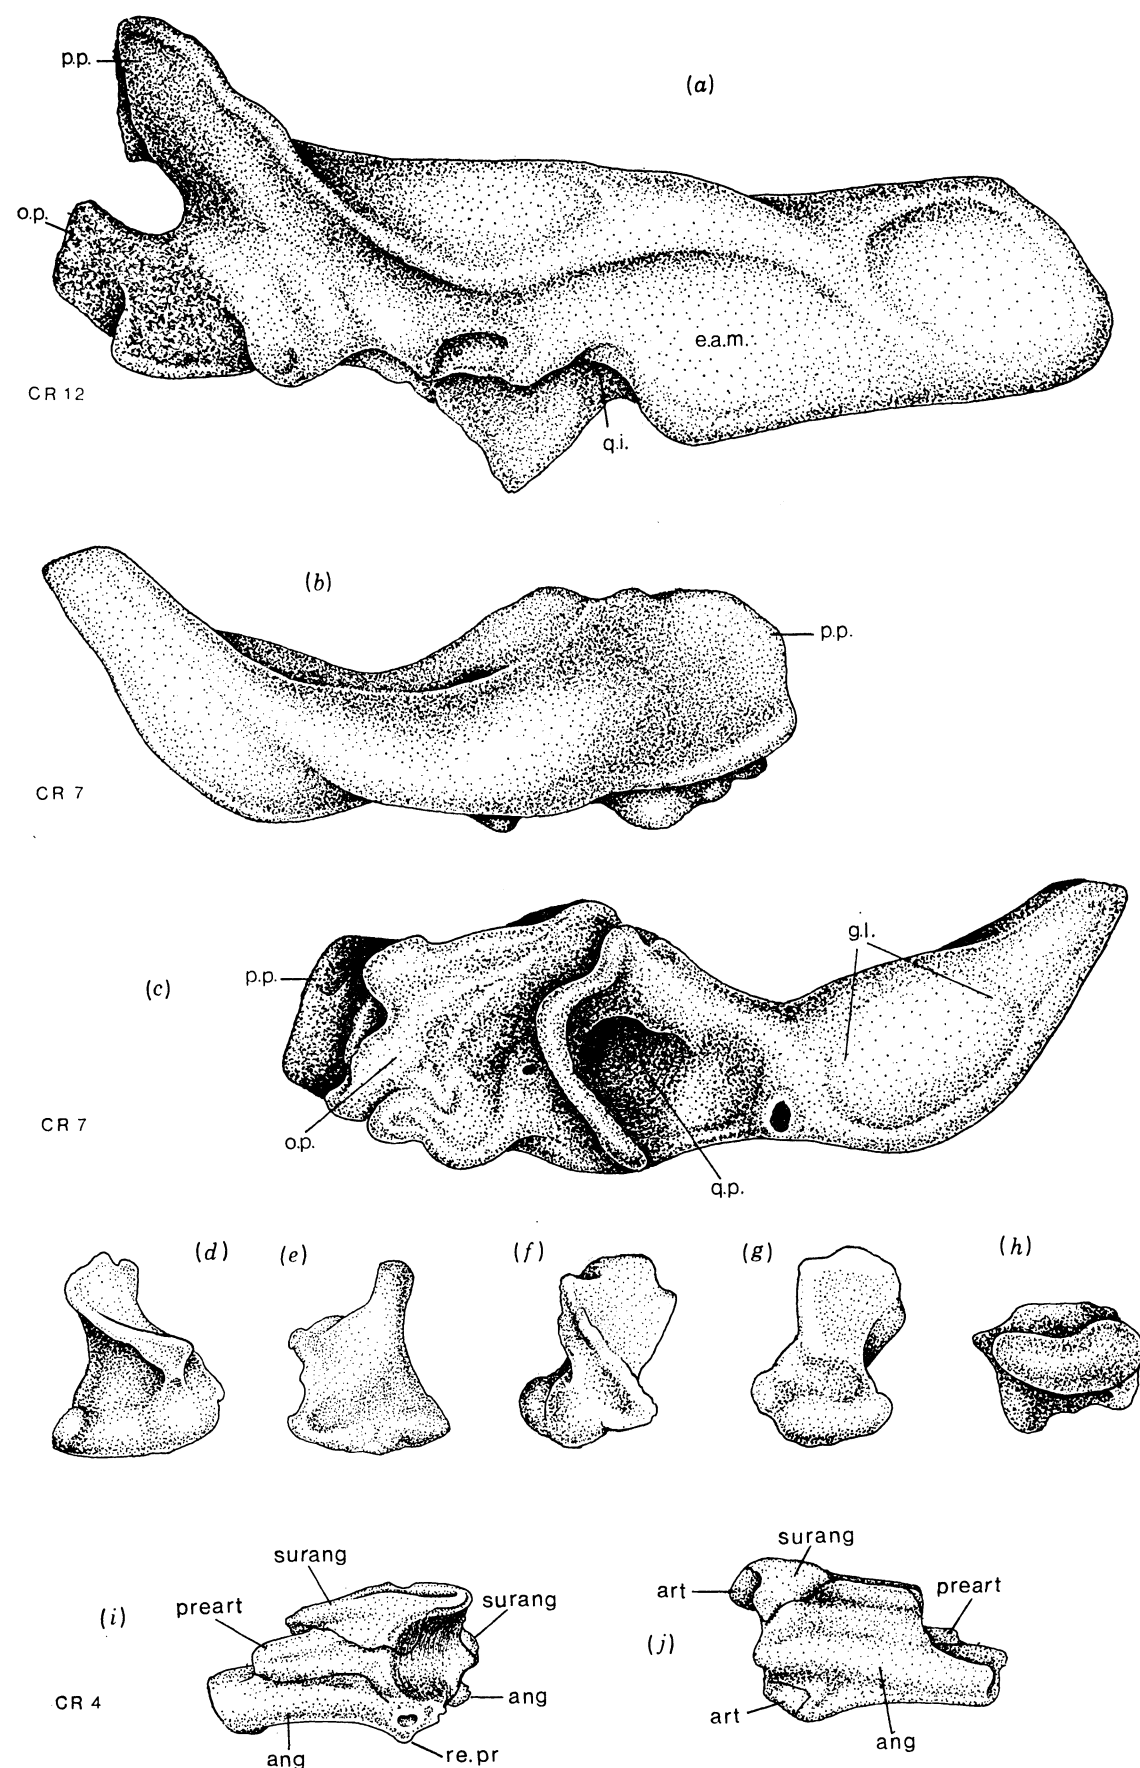 p.p.
(a)
o.p.
e.a.m.
CR 12
q.i.
(b)
p.p.
CR 7
g.l.
p.p.
(c)
CR 7
o.p.
q.p.
(d)
(e)
(f)
(g)
(h)
surang
surang
art
preart
preart
surang
(i)
(j)
ang
CR 4
art
ang
ang
re.pr